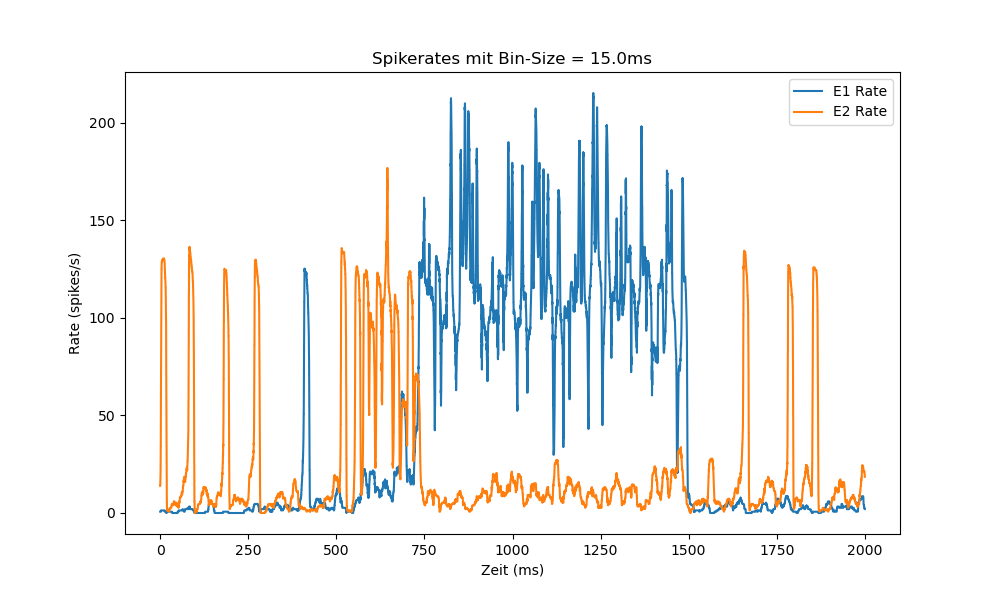 Spikerates mit Bin-Size = 15.0ms
E1 Rate
E2 Rate
200
150
100
50
0
Rate (spikes/s)
0 250 500 750 1000 1250 1500 1750 2000
Zeit (ms)